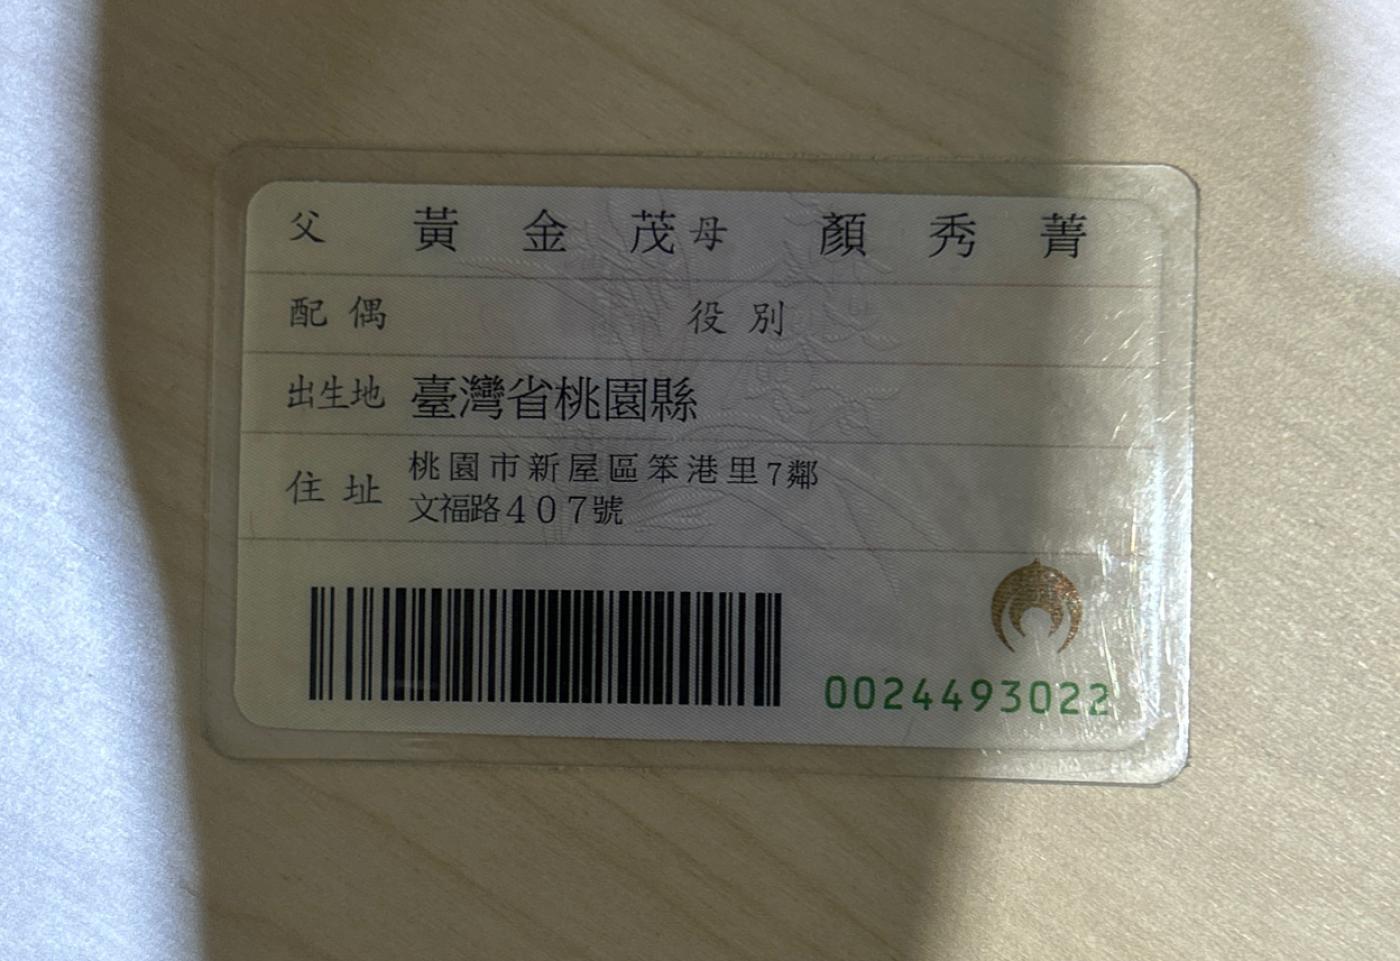 父 黃金茂 母 顏秀菁
配偶 役別
出生地 臺灣省桃園縣
住址 桃園市新屋區笨港里7鄰
文福路407號
0024493022